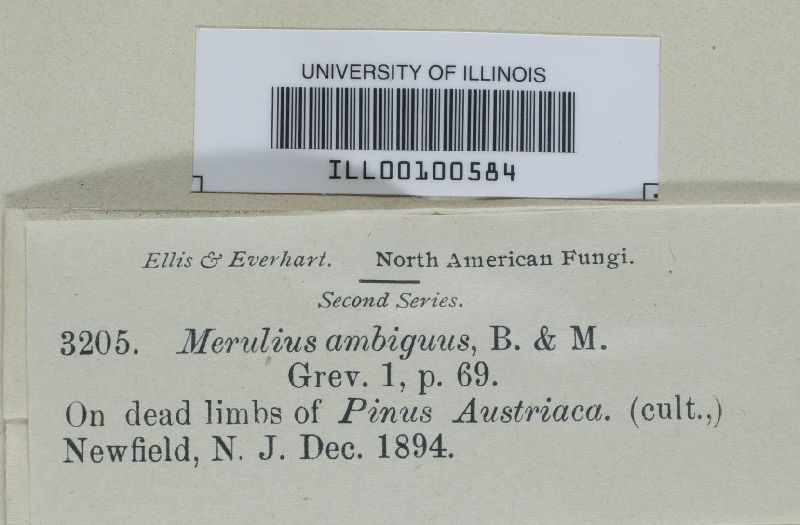 UNIVERSITY OF ILLINOIS
ILL00100584
Ellis & Everhart. North American Fungi.
Second Series.
3205. Merulius ambiguus, B. & M.
Grev. 1, p. 69.
On dead limbs of Pinus Austriaca. (cult.,)
Newfield, N. J. Dec. 1894.